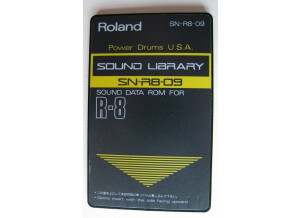 Roland
SN-R8-09
Power Drums U.S.A.
SOUND LIBRARY
SN-R8-09
SOUND DATA ROM FOR
R-8